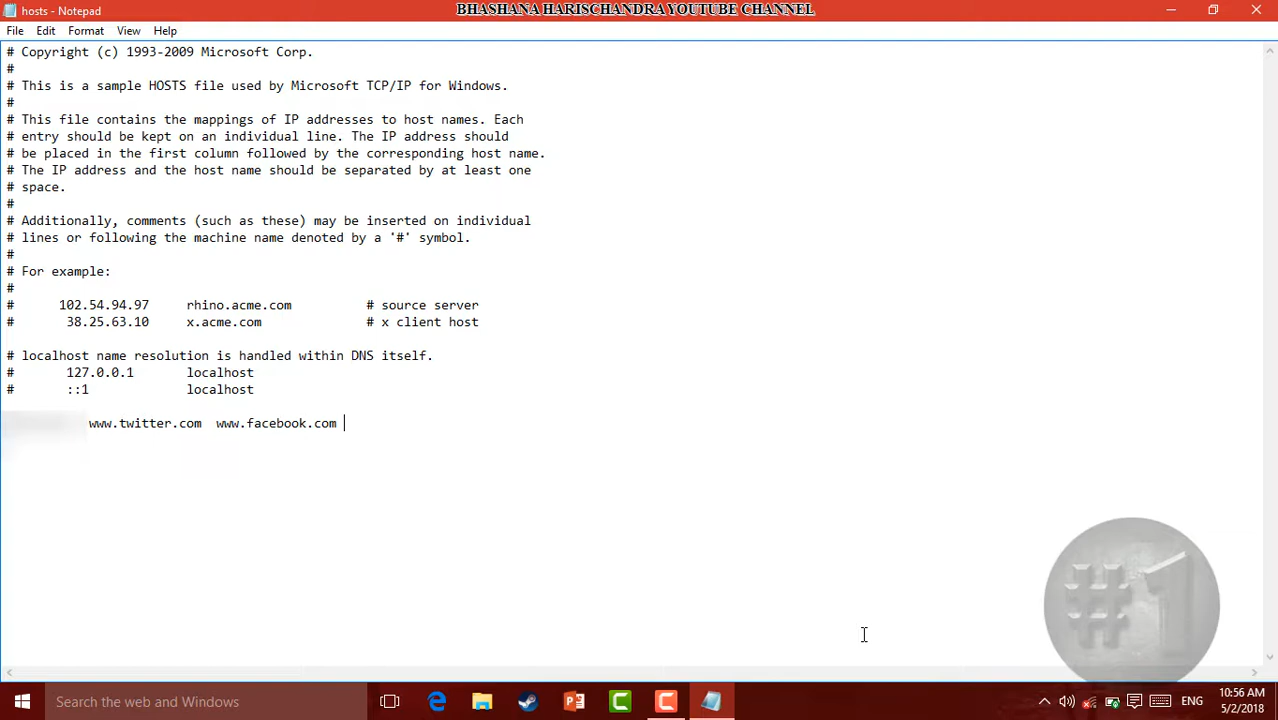 hosts - Notepad
BHASHANA HARISCHANDRA YOUTUBE CHANNEL
File Edit Format View Help
# Copyright (c) 1993-2009 Microsoft Corp.
#
# This is a sample HOSTS file used by Microsoft TCP/IP for Windows.
#
# This file contains the mappings of IP addresses to host names. Each
# entry should be kept on an individual line. The IP address should
# be placed in the first column followed by the corresponding host name.
# The IP address and the host name should be separated by at least one
# space.
#
# Additionally, comments (such as these) may be inserted on individual
# lines or following the machine name denoted by a '#' symbol.
#
# For example:
#
# 102.54.94.97 rhino.acme.com # source server
# 38.25.63.10 x.acme.com # x client host
# localhost name resolution is handled within DNS itself.
# 127.0.0.1 localhost
# ::1 localhost
www.twitter.com www.facebook.com
#1
Search the web and Windows
ENG
10:56 AM
5/2/2018